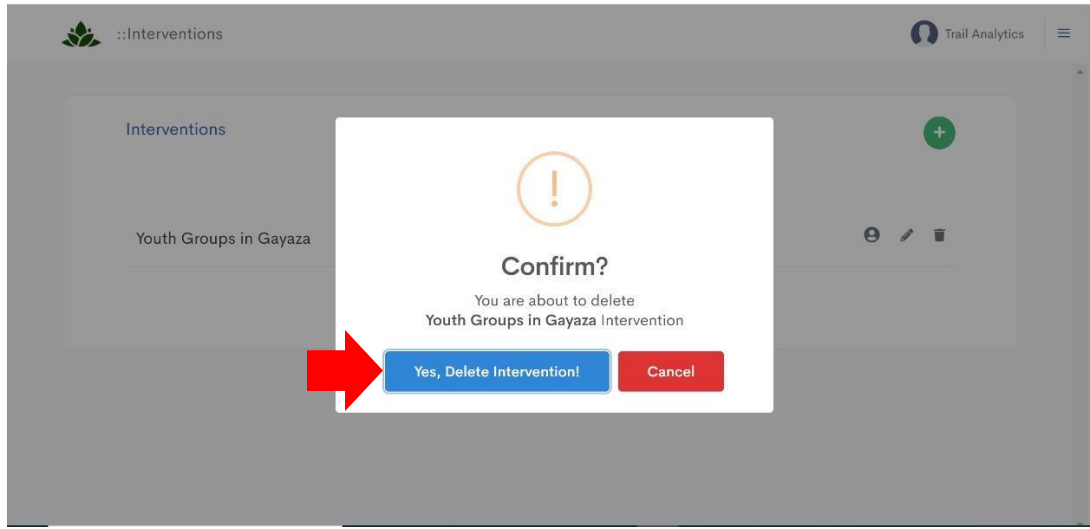 ::Interventions
Trail Analytics
Interventions
Youth Groups in Gayaza
Confirm?
You are about to delete
Youth Groups in Gayaza Intervention
Yes, Delete Intervention!
Cancel